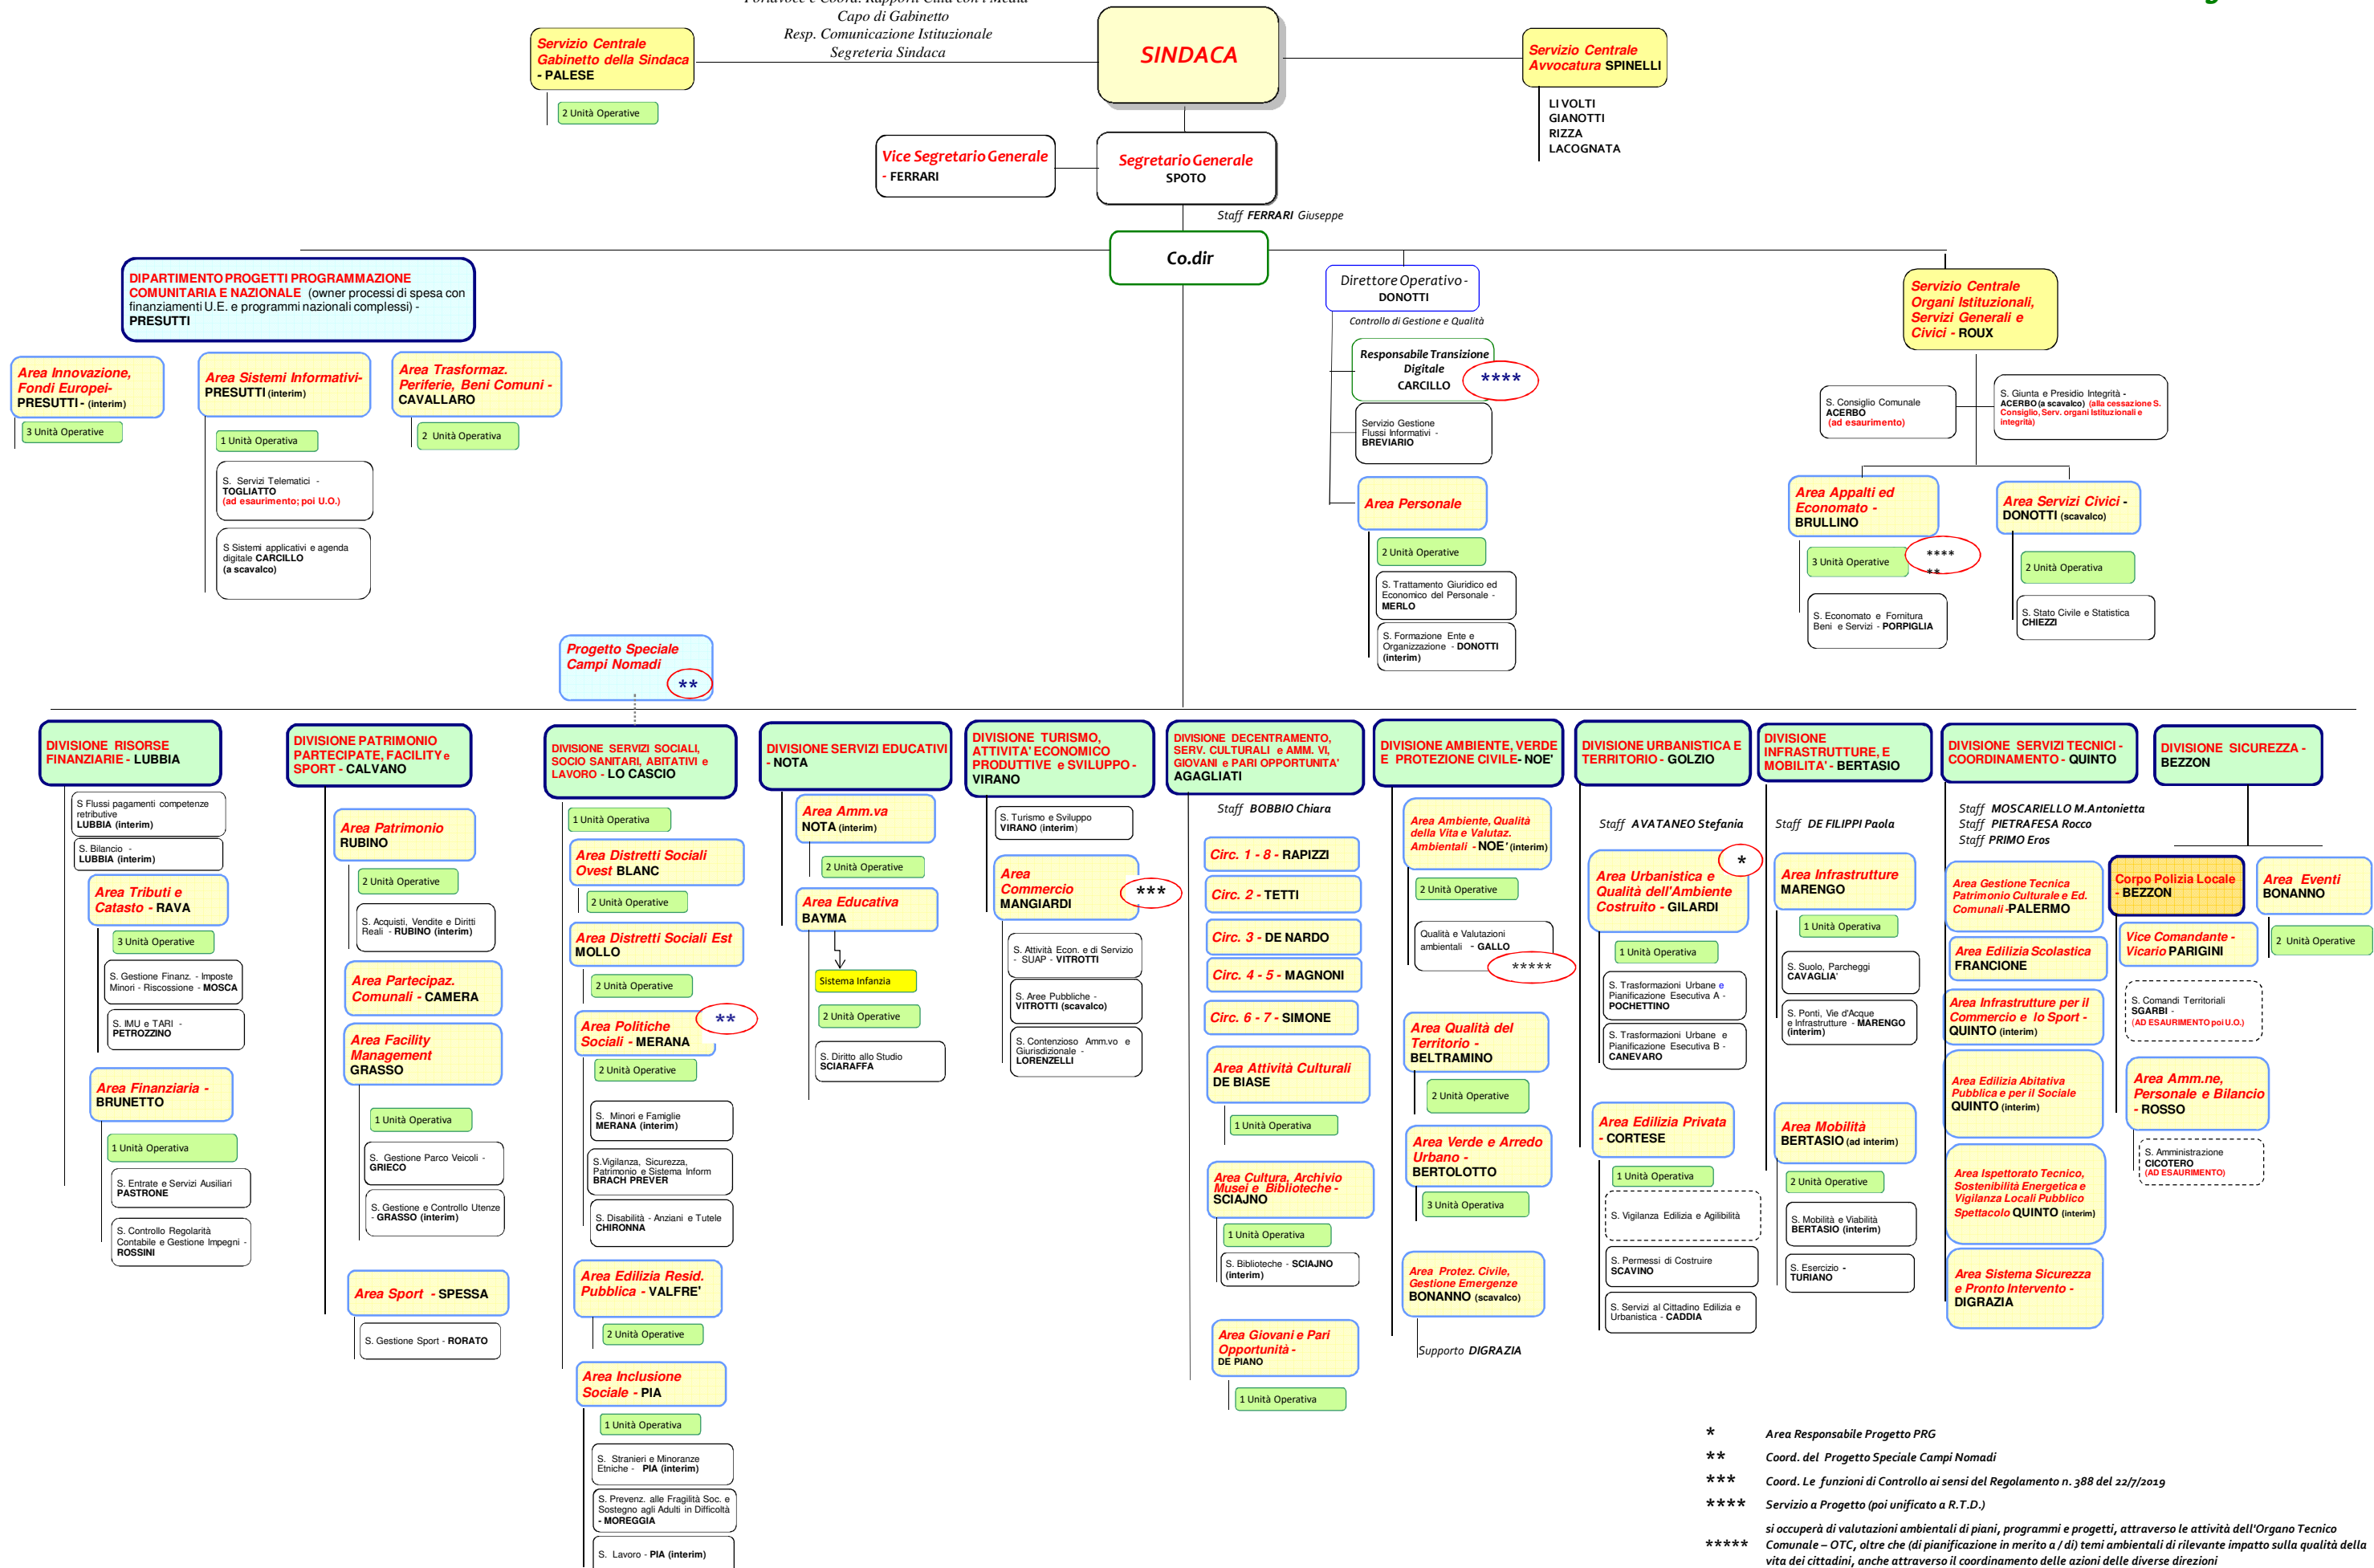 Capo di Gabinetto
Resp. Comunicazione Istituzionale
Segreteria Sindaca
Servizio Centrale
Gabinetto della Sindaca
- PALESE
2 Unità Operative
SINDACA
Servizio Centrale
Avvocatura SPINELLI
LI VOLTI
GIANOTTI
RIZZA
LACOGNATA
Vice Segretario Generale
- FERRARI
Segretario Generale
SPOTO
Staff FERRARI Giuseppe
Co.dir
DIPARTIMENTO PROGETTI PROGRAMMAZIONE
COMUNITARIA E NAZIONALE (owner processi di spesa con
finanziamenti U.E. e programmi nazionali complessi) -
PRESUTTI
Area Innovazione,
Fondi Europei-
PRESUTTI - (interim)
3 Unità Operative
Area Sistemi Informativi-
PRESUTTI (interim)
1 Unità Operativa
S. Servizi Telematici -
TOGLIATTO
(ad esaurimento; poi U.O.)
S Sistemi applicativi e agenda
digitale CARCILLO
(a scavalco)
Area Trasformaz.
Periferie, Beni Comuni -
CAVALLARO
2 Unità Operativa
Direttore Operativo -
DONOTTI
Controllo di Gestione e Qualità
Responsabile Transizione
Digitale
CARCILLO
****
Servizio Gestione
Flussi Informativi -
BREVIARIO
Area Personale
2 Unità Operative
S. Trattamento Giuridico ed
Economico del Personale -
MERLO
S. Formazione Ente e
Organizzazione - DONOTTI
(interim)
Servizio Centrale
Organi Istituzionali,
Servizi Generali e
Civici - ROUX
S. Consiglio Comunale
ACERBO
(ad esaurimento)
S. Giunta e Presidio Integrità -
ACERBO (a scavalco) (alla cessazione S.
Consiglio, Serv. organi Istituzionali e
integrità)
Area Appalti ed
Economato -
BRULLINO
3 Unità Operative
****
**
S. Economato e Fornitura
Beni e Servizi - PORPIGLIA
Area Servizi Civici -
DONOTTI (scavalco)
2 Unità Operativa
S. Stato Civile e Statistica
CHIEZZI
Progetto Speciale
Campi Nomadi
**
DIVISIONE RISORSE
FINANZIARIE - LUBBIA
S Flussi pagamenti competenze
retributive
LUBBIA (interim)
S. Bilancio -
LUBBIA (interim)
Area Tributi e
Catasto - RAVA
3 Unità Operative
S. Gestione Finanz. - Imposte
Minori - Riscossione - MOSCA
S. IMU e TARI -
PETROZZINO
Area Finanziaria -
BRUNETTO
1 Unità Operativa
S. Entrate e Servizi Ausiliari
PASTRONE
S. Controllo Regolarità
Contabile e Gestione Impegni -
ROSSINI
DIVISIONE PATRIMONIO
PARTECIPATE, FACILITY e
SPORT - CALVANO
Area Patrimonio
RUBINO
2 Unità Operative
S. Acquisti, Vendite e Diritti
Reali - RUBINO (interim)
Area Partecipaz.
Comunali - CAMERA
Area Facility
Management
GRASSO
1 Unità Operativa
S. Gestione Parco Veicoli -
GRIECO
S. Gestione e Controllo Utenze
- GRASSO (interim)
Area Sport - SPESSA
S. Gestione Sport - RORATO
DIVISIONE SERVIZI SOCIALI,
SOCIO SANITARI, ABITATIVI e
LAVORO - LO CASCIO
1 Unità Operativa
Area Distretti Sociali
Ovest BLANC
2 Unità Operative
Area Distretti Sociali Est
MOLLO
2 Unità Operative
Area Politiche
Sociali - MERANA
**
2 Unità Operative
S. Minori e Famiglie
MERANA (interim)
S.Vigilanza, Sicurezza,
Patrimonio e Sistema Inform
BRACH PREVER
S. Disabilità - Anziani e Tutele
CHIRONNA
Area Edilizia Resid.
Pubblica - VALFRE'
2 Unità Operative
Area Inclusione
Sociale - PIA
1 Unità Operativa
S. Stranieri e Minoranze
Etniche - PIA (interim)
S. Prevenz. alle Fragilità Soc. e
Sostegno agli Adulti in Difficoltà
- MOREGGIA
S. Lavoro - PIA (interim)
DIVISIONE SERVIZI EDUCATIVI
- NOTA
Area Amm.va
NOTA (interim)
2 Unità Operative
Area Educativa
BAYMA
Sistema Infanzia
2 Unità Operative
S. Diritto allo Studio
SCIARAFFA
DIVISIONE TURISMO,
ATTIVITA' ECONOMICO
PRODUTTIVE e SVILUPPO -
VIRANO
S. Turismo e Sviluppo
VIRANO (interim)
Area
Commercio
MANGIARDI
***
S. Attività Econ. e di Servizio
- SUAP - VITROTTI
S. Aree Pubbliche -
VITROTTI (scavalco)
S. Contenzioso Amm.vo e
Giurisdizionale -
LORENZELLI
DIVISIONE DECENTRAMENTO,
SERV. CULTURALI e AMM. VI,
GIOVANI e PARI OPPORTUNITA'
AGAGLIATI
Staff BOBBIO Chiara
Circ. 1 - 8 - RAPIZZI
Circ. 2 - TETTI
Circ. 3 - DE NARDO
Circ. 4 - 5 - MAGNONI
Circ. 6 - 7 - SIMONE
Area Attività Culturali
DE BIASE
1 Unità Operativa
Area Cultura, Archivio
Musei e Biblioteche -
SCIAJNO
1 Unità Operativa
S. Biblioteche - SCIAJNO
(interim)
Area Giovani e Pari
Opportunità -
DE PIANO
1 Unità Operativa
DIVISIONE AMBIENTE, VERDE
E PROTEZIONE CIVILE- NOE'
Area Ambiente, Qualità
della Vita e Valutaz.
Ambientali - NOE' (interim)
2 Unità Operative
Qualità e Valutazioni
ambientali - GALLO
*****
Area Qualità del
Territorio -
BELTRAMINO
2 Unità Operative
Area Verde e Arredo
Urbano -
BERTOLOTTO
3 Unità Operativa
Area Protez. Civile,
Gestione Emergenze
BONANNO (scavalco)
Supporto DIGRAZIA
DIVISIONE URBANISTICA E
TERRITORIO - GOLZIO
Staff AVATANEO Stefania
*
Area Urbanistica e
Qualità dell'Ambiente
Costruito - GILARDI
1 Unità Operativa
S. Trasformazioni Urbane e
Pianificazione Esecutiva A -
POCHETTINO
S. Trasformazioni Urbane e
Pianificazione Esecutiva B -
CANEVARO
Area Edilizia Privata
- CORTESE
1 Unità Operativa
S. Vigilanza Edilizia e Agilibilità
S. Permessi di Costruire
SCAVINO
S. Servizi al Cittadino Edilizia e
Urbanistica - CADDIA
DIVISIONE
INFRASTRUTTURE, E
MOBILITA' - BERTASIO
Staff DE FILIPPI Paola
Area Infrastrutture
MARENGO
1 Unità Operativa
S. Suolo, Parcheggi
CAVAGLIA'
S. Ponti, Vie d'Acque
e Infrastrutture - MARENGO
(interim)
Area Mobilità
BERTASIO (ad interim)
2 Unità Operative
S. Mobilità e Viabilità
BERTASIO (interim)
S. Esercizio -
TURIANO
DIVISIONE SERVIZI TECNICI -
COORDINAMENTO - QUINTO
Staff MOSCARIELLO M.Antonietta
Staff PIETRAFESA Rocco
Staff PRIMO Eros
Area Gestione Tecnica
Patrimonio Culturale e Ed.
Comunali -PALERMO
Area Edilizia Scolastica
FRANCIONE
Area Infrastrutture per il
Commercio e lo Sport -
QUINTO (interim)
Area Edilizia Abitativa
Pubblica e per il Sociale
QUINTO (interim)
Area Ispettorato Tecnico,
Sostenibilità Energetica e
Vigilanza Locali Pubblico
Spettacolo QUINTO (interim)
Area Sistema Sicurezza
e Pronto Intervento -
DIGRAZIA
DIVISIONE SICUREZZA -
BEZZON
Corpo Polizia Locale
- BEZZON
Vice Comandante -
Vicario PARIGINI
S. Comandi Territoriali
SGARBI -
(AD ESAURIMENTO poi U.O.)
Area Amm.ne,
Personale e Bilancio
- ROSSO
S. Amministrazione
CICOTERO
(AD ESAURIMENTO)
Area Eventi
BONANNO
2 Unità Operative
* Area Responsabile Progetto PRG
** Coord. del Progetto Speciale Campi Nomadi
*** Coord. Le funzioni di Controllo ai sensi del Regolamento n. 388 del 22/7/2019
**** Servizio a Progetto (poi unificato a R.T.D.)
si occuperà di valutazioni ambientali di piani, programmi e progetti, attraverso le attività dell'Organo Tecnico
***** Comunale – OTC, oltre che (di pianificazione in merito a / di) temi ambientali di rilevante impatto sulla qualità della
vita dei cittadini, anche attraverso il coordinamento delle azioni delle diverse direzioni